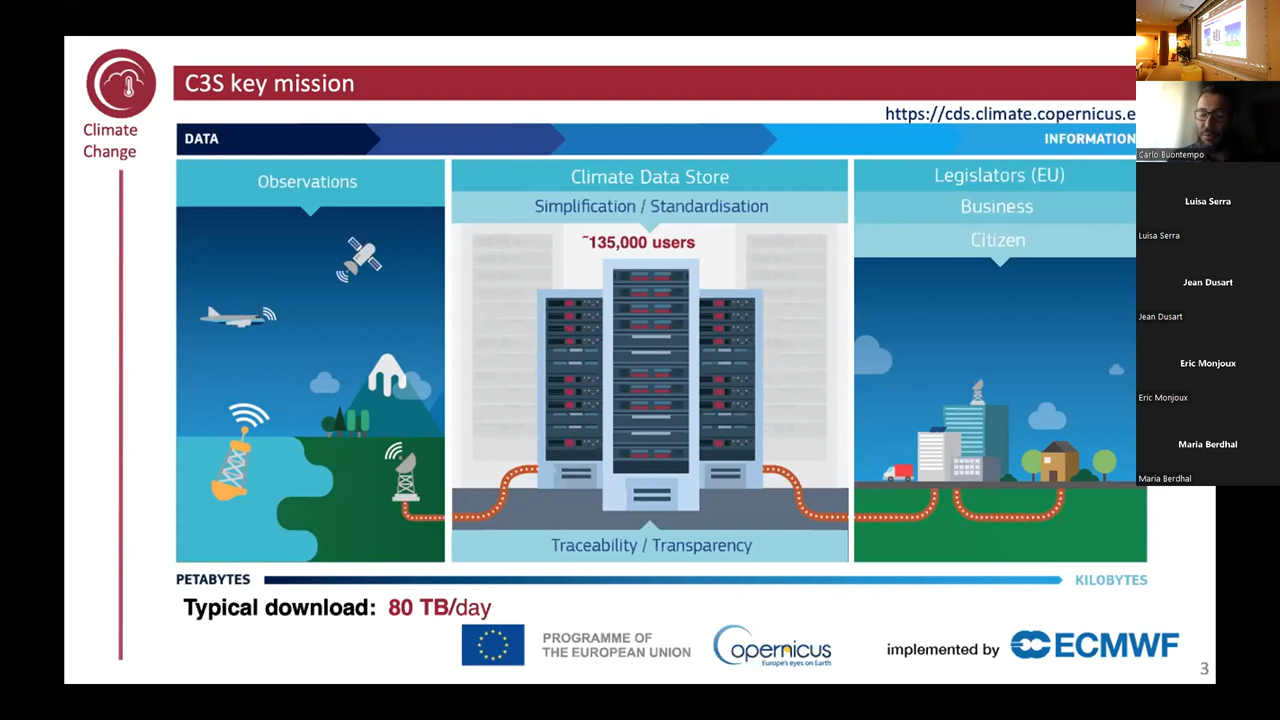 C3S key mission
Climate
Change
https://cds.climate.copernicus.e
DATA
INFORMATION
Observations
Climate Data Store
Simplification / Standardisation
~135,000 users
Traceability / Transparency
Legislators (EU)
Business
Citizen
PETABYTES
KILOBYTES
Typical download: 80 TB/day
PROGRAMME OF
THE EUROPEAN UNION
opernicus
Europe's eyes on Earth
implemented by
ECMWF
3
Carlo Buontempo
Luisa Serra
Luisa Serra
Jean Dusart
Jean Dusart
Eric Monjoux
Eric Monjoux
Maria Berdhal
Maria Berdhal